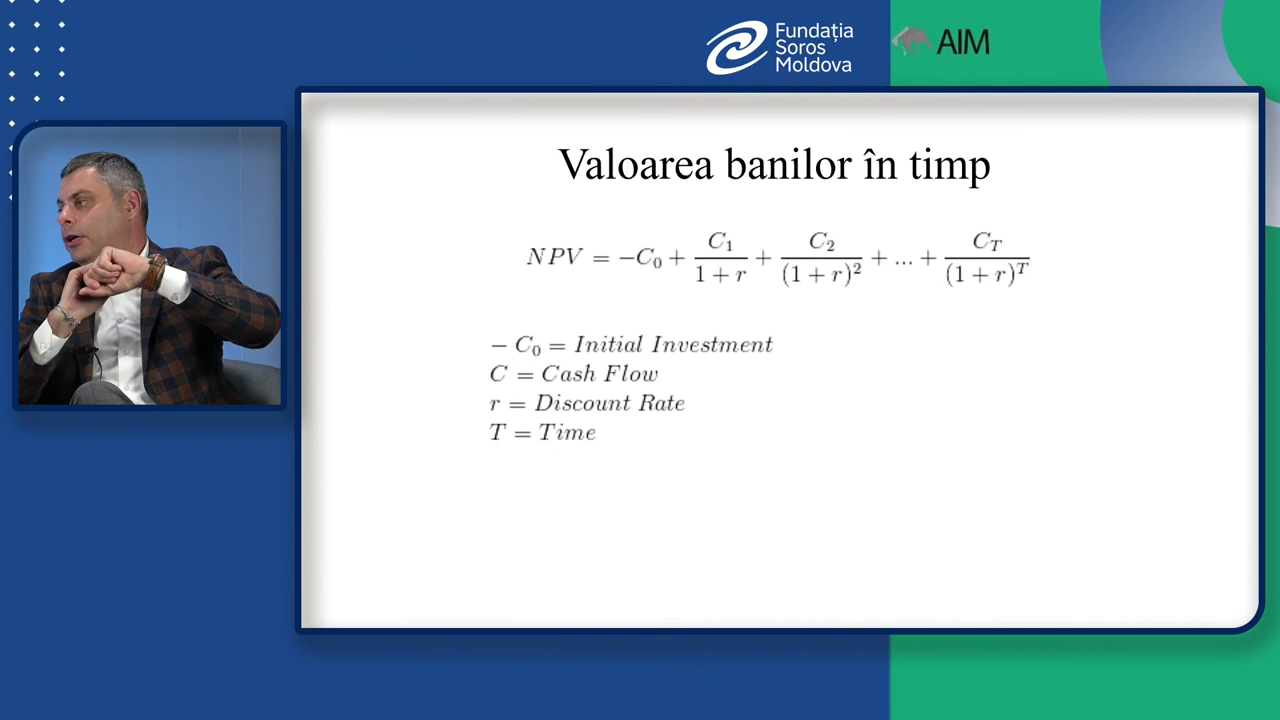 Fundația
Soros
Moldova
AIM
Valoarea banilor în timp
NPV = −C₀ + C₁/(1 + r) + C₂/(1 + r)² + ... + C_T/(1 + r)ᵀ
− C₀ = Initial Investment
C = Cash Flow
r = Discount Rate
T = Time